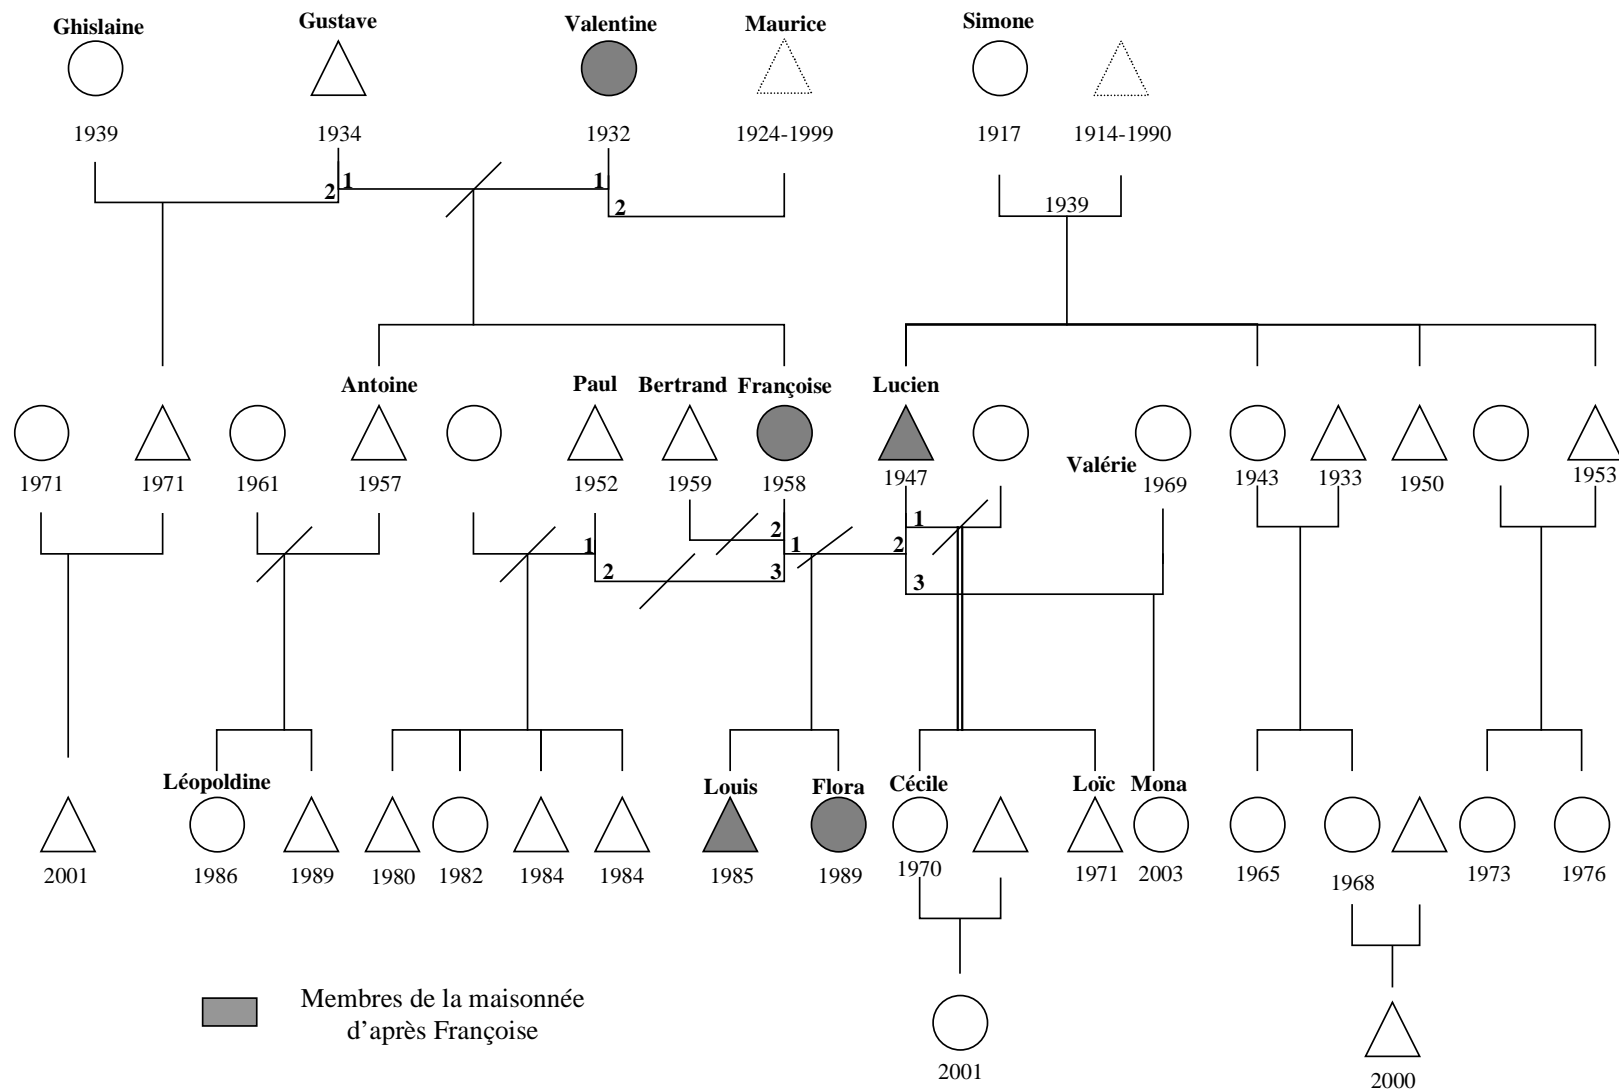 Ghislaine
Gustave
Valentine
Maurice
Simone
1939
1934
1932
1924-1999
1917
1914-1990
2
1
1
2
1939
Antoine
Paul
Bertrand
Françoise
Lucien
Valérie
1971
1971
1961
1957
1952
1959
1958
1947
1969
1943
1933
1950
1953
1
2
2
1
3
1
2
3
Léopoldine
Louis
Flora
Cécile
Loïc
Mona
2001
1986
1989
1980
1982
1984
1984
1985
1989
1970
1971
2003
1965
1968
1973
1976
Membres de la maisonnée
d'après Françoise
2001
2000